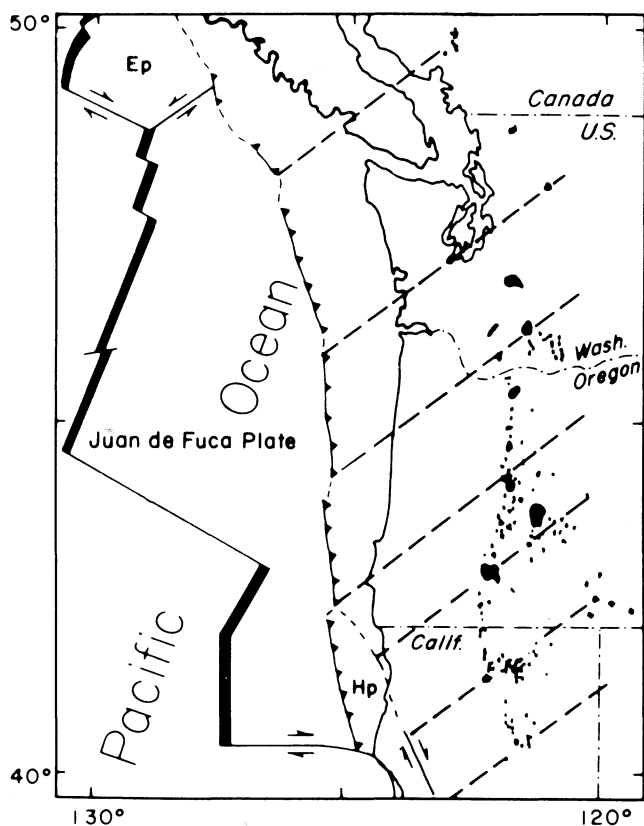 50°
Ep
Canada
U.S.
Ocean
Wash.
Oregon
Juan de Fuca Plate
Pacific
Calif.
Hp
40°
130°
120°